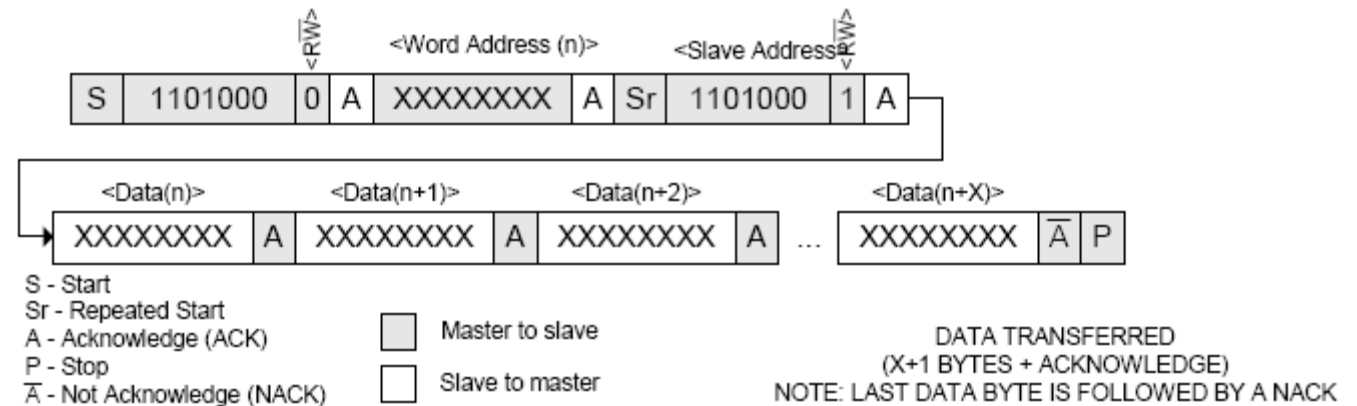 <RW̅>
<Word Address (n)>
<Slave Address>
<RW̅>
S 1101000 0 A XXXXXXXX A Sr 1101000 1 A
<Data(n)> <Data(n+1)> <Data(n+2)> <Data(n+X)>
XXXXXXXX A XXXXXXXX A XXXXXXXX A ... XXXXXXXX A̅ P
S - Start
Sr - Repeated Start
A - Acknowledge (ACK)
P - Stop
A̅ - Not Acknowledge (NACK)
Master to slave
Slave to master
DATA TRANSFERRED
(X+1 BYTES + ACKNOWLEDGE)
NOTE: LAST DATA BYTE IS FOLLOWED BY A NACK